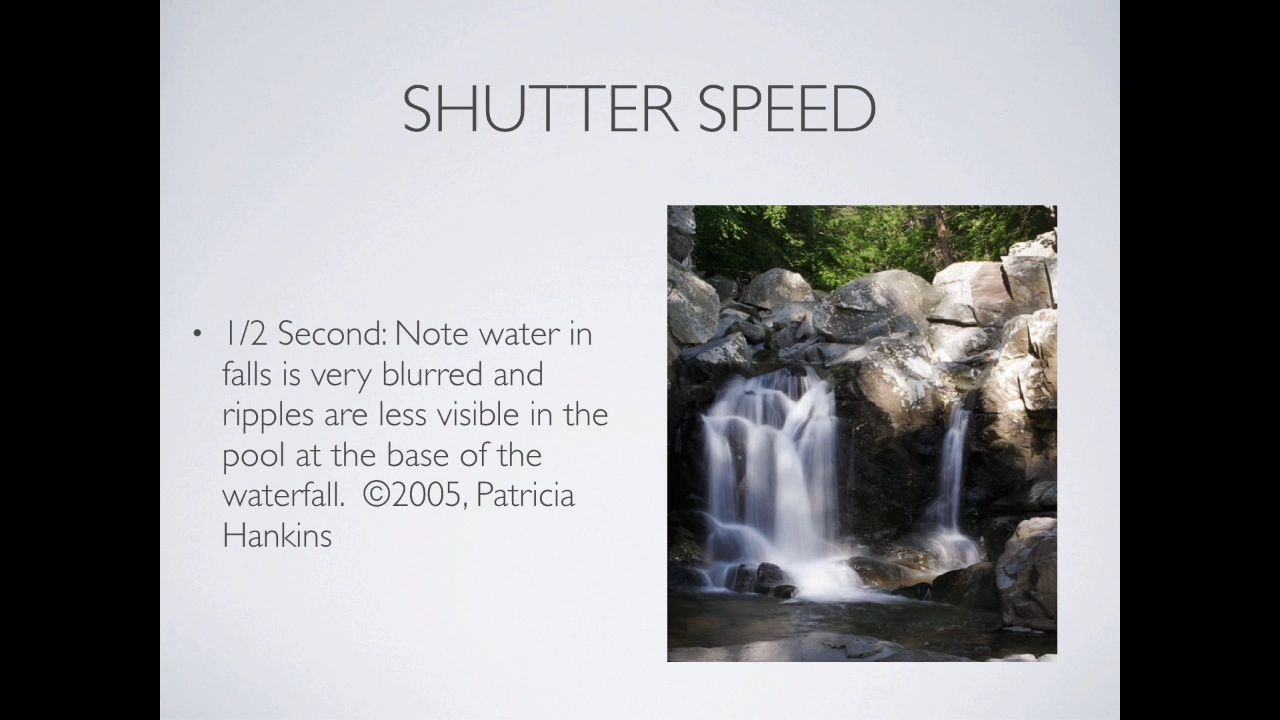 SHUTTER SPEED
• 1/2 Second: Note water in
falls is very blurred and
ripples are less visible in the
pool at the base of the
waterfall.  ©2005, Patricia
Hankins